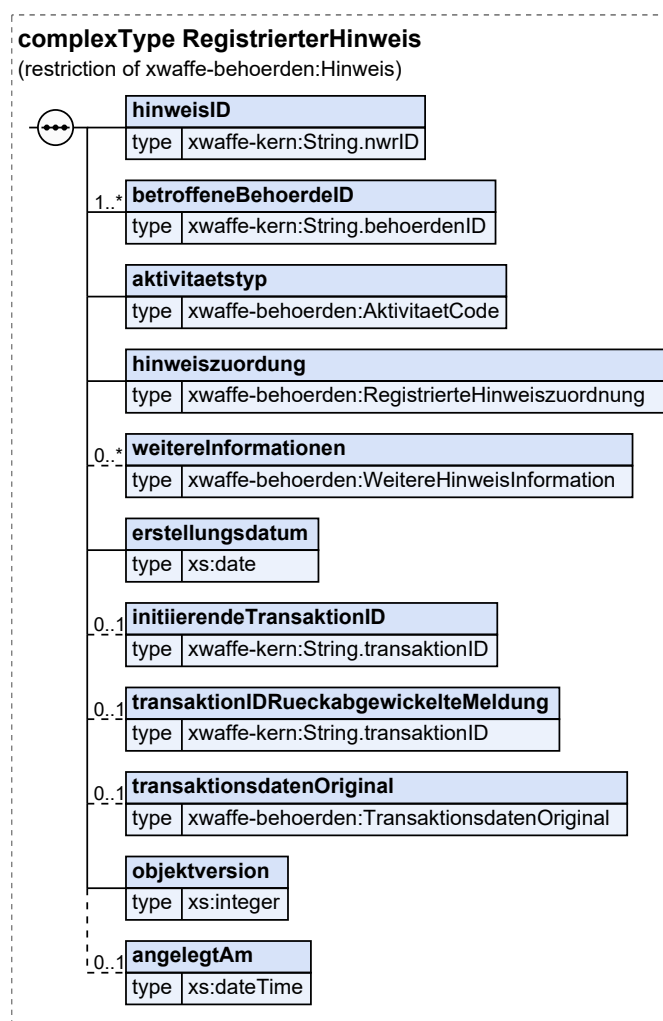 complexType RegistrierterHinweis
(restriction of xwaffe-behoerden:Hinweis)
hinweisID
type xwaffe-kern:String.nwrID
1..* betroffeneBehoerdeID
type xwaffe-kern:String.behoerdenID
aktivitaetstyp
type xwaffe-behoerden:AktivitaetCode
hinweiszuordung
type xwaffe-behoerden:RegistrierteHinweiszuordnung
0..* weitereInformationen
type xwaffe-behoerden:WeitereHinweisInformation
erstellungsdatum
type xs:date
0..1 initiierendeTransaktionID
type xwaffe-kern:String.transaktionID
0..1 transaktionIDRueckabgewickelteMeldung
type xwaffe-kern:String.transaktionID
0..1 transaktionsdatenOriginal
type xwaffe-behoerden:TransaktionsdatenOriginal
objektversion
type xs:integer
0..1 angelegtAm
type xs:dateTime